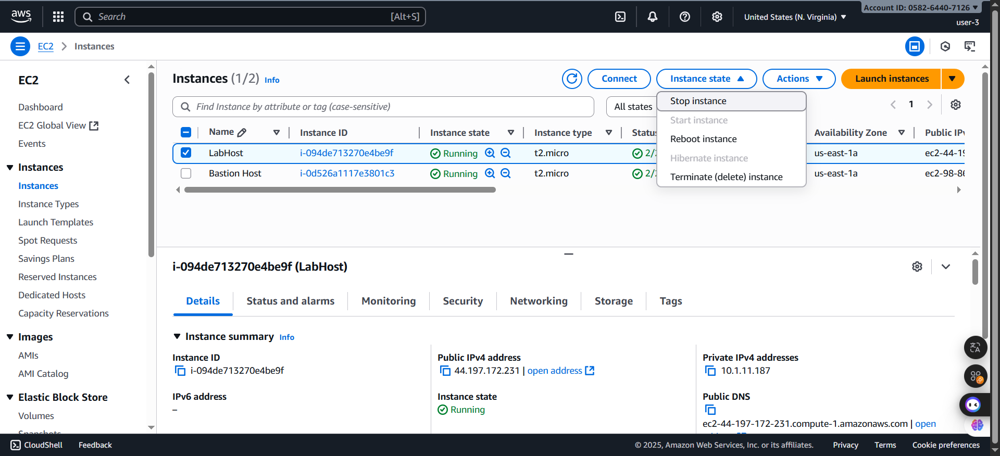 aws
Search [Alt+S]
United States (N. Virginia)
Account ID: 0582-6440-7126
user-3
EC2 Instances
EC2
Dashboard
EC2 Global View
Events
Instances
Instances
Instance Types
Launch Templates
Spot Requests
Savings Plans
Reserved Instances
Dedicated Hosts
Capacity Reservations
Images
AMIs
AMI Catalog
Elastic Block Store
Volumes
Snapshots
Instances (1/2) Info
Connect
Instance state
Actions
Launch instances
Find Instance by attribute or tag (case-sensitive)
All states
1
Stop instance
Start instance
Reboot instance
Hibernate instance
Terminate (delete) instance
Name Instance ID Instance state Instance type Status Availability Zone Public IPv
LabHost i-094de713270e4be9f Running t2.micro 2/ us-east-1a ec2-44-19
Bastion Host i-0d526a1117e3801c3 Running t2.micro 2/ us-east-1a ec2-98-86
i-094de713270e4be9f (LabHost)
Details Status and alarms Monitoring Security Networking Storage Tags
Instance summary Info
Instance ID
i-094de713270e4be9f
Public IPv4 address
44.197.172.231 | open address
Private IPv4 addresses
10.1.11.187
IPv6 address
–
Instance state
Running
Public DNS
ec2-44-197-172-231.compute-1.amazonaws.com | open
CloudShell Feedback
© 2025, Amazon Web Services, Inc. or its affiliates. Privacy Terms Cookie preferences